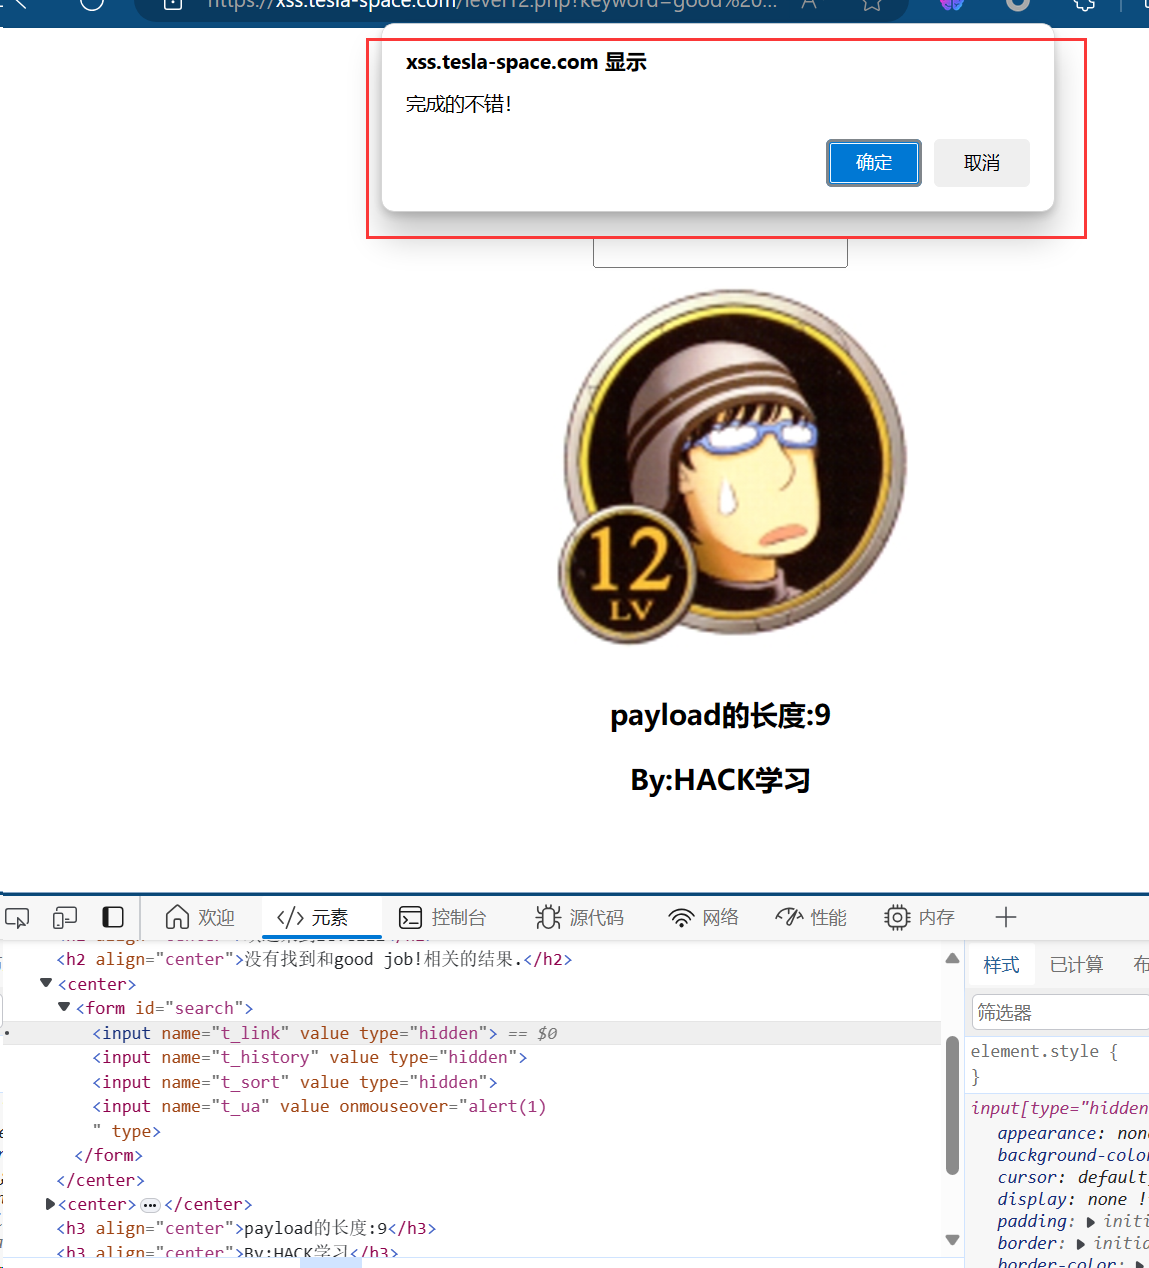 https://xss.tesla-space.com/level12.php?keyword=good%20...
xss.tesla-space.com 显示
完成的不错！
确定
取消
12
LV
payload的长度:9
By:HACK学习
欢迎
</> 元素
控制台
源代码
网络
性能
内存
<h2 align="center">没有找到和good job!相关的结果.</h2>
<center>
<form id="search">
<input name="t_link" value type="hidden"> == $0
<input name="t_history" value type="hidden">
<input name="t_sort" value type="hidden">
<input name="t_ua" value onmouseover="alert(1)
" type>
</form>
</center>
<center>...</center>
<h3 align="center">payload的长度:9</h3>
<h3 align="center">By:HACK学习</h3>
样式
已计算
布
筛选器
element.style {
}
input[type="hidden
appearance: non
background-colo
cursor: default
display: none !
padding: initi
border: initia
border-color: